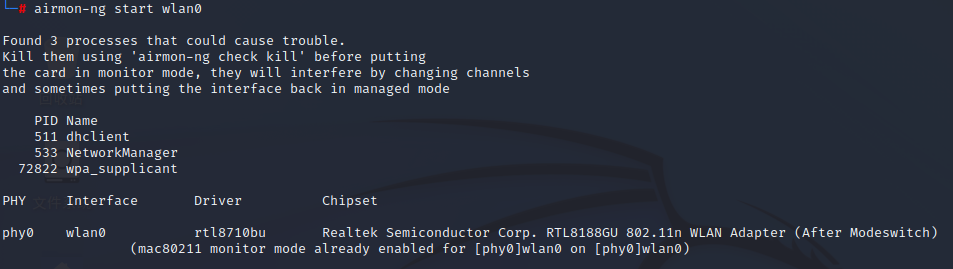 └─# airmon-ng start wlan0
Found 3 processes that could cause trouble.
Kill them using 'airmon-ng check kill' before putting
the card in monitor mode, they will interfere by changing channels
and sometimes putting the interface back in managed mode
PID Name
511 dhclient
533 NetworkManager
72822 wpa_supplicant
PHY Interface Driver Chipset
phy0 wlan0 rtl8710bu Realtek Semiconductor Corp. RTL8188GU 802.11n WLAN Adapter (After Modeswitch)
(mac80211 monitor mode already enabled for [phy0]wlan0 on [phy0]wlan0)